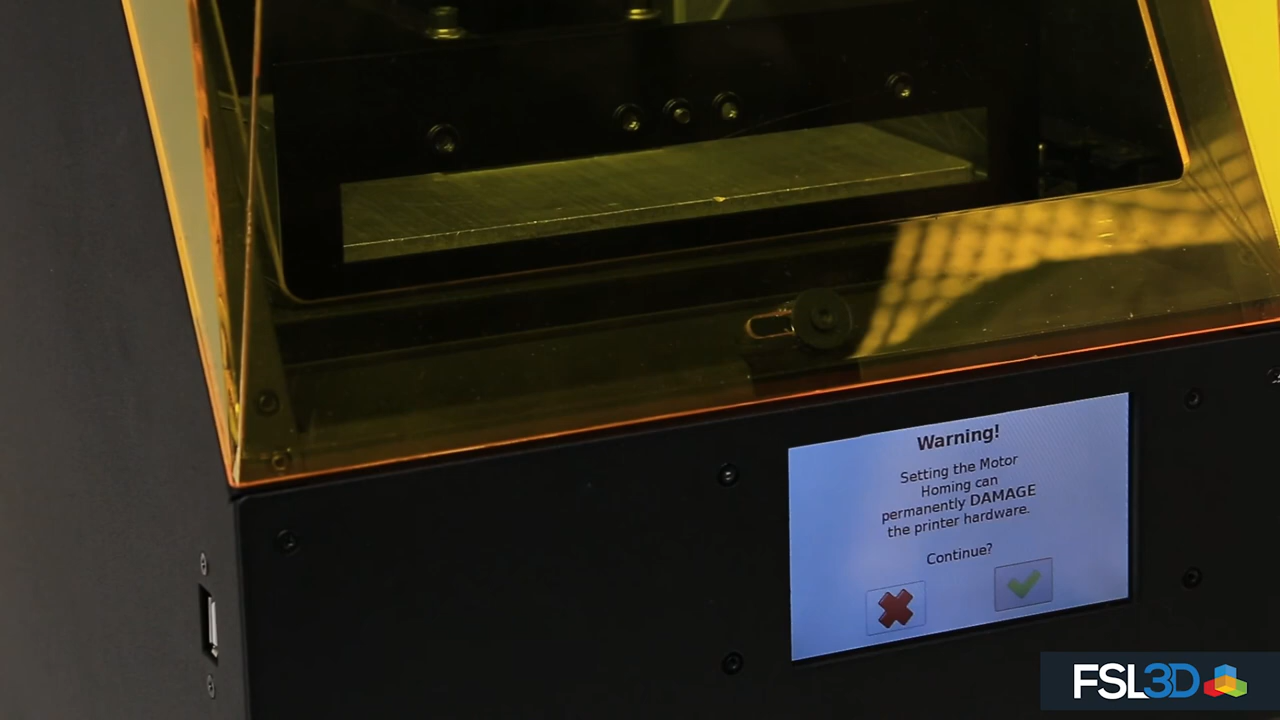 Warning!
Setting the Motor
Homing can
permanently DAMAGE
the printer hardware.
Continue?
FSL3D